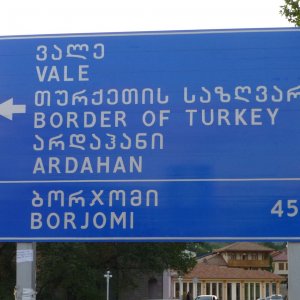 ვალე
VALE
თურქეთის საზღვარ
BORDER OF TURKEY
არდაჰანი
ARDAHAN
ბორჯომი
BORJOMI 45